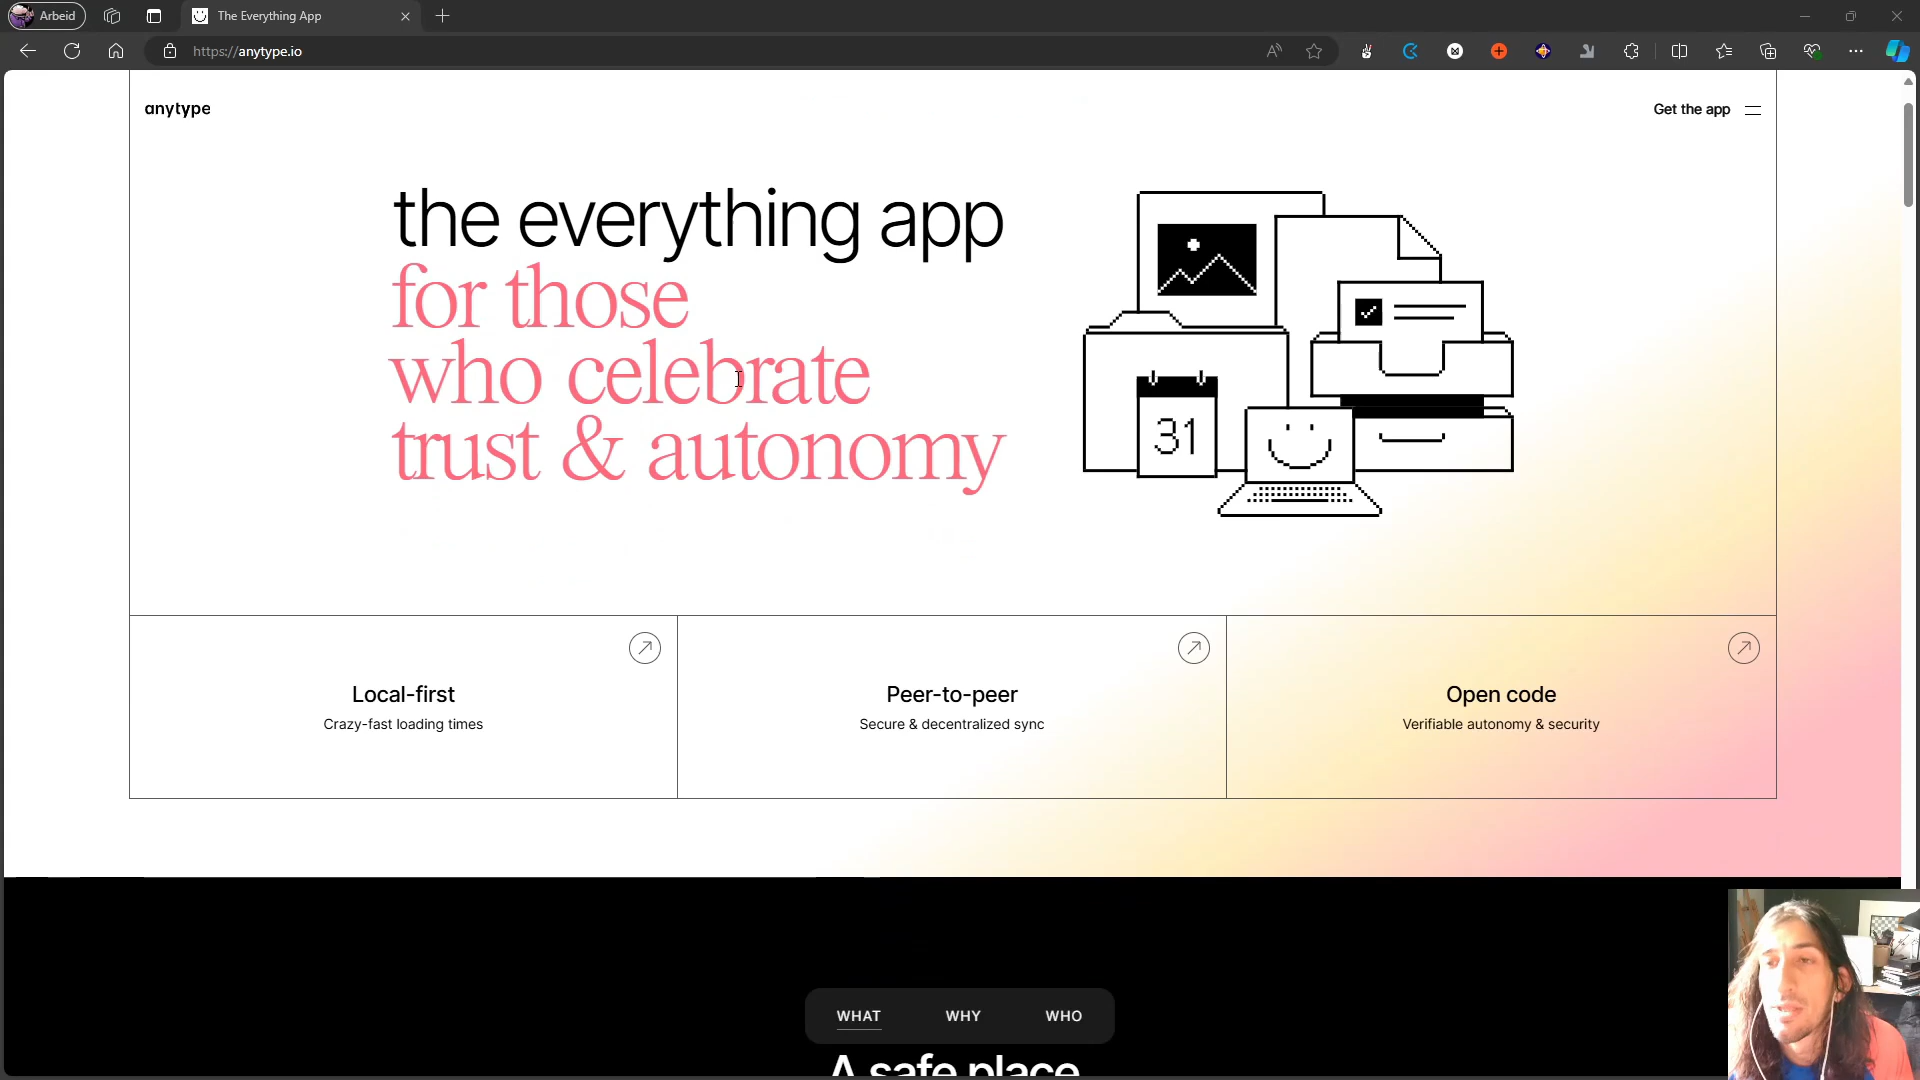 Arbeid
The Everything App
https://anytype.io
anytype
Get the app
the everything app
for those
who celebrate
trust & autonomy
31
Local-first
Crazy-fast loading times
Peer-to-peer
Secure & decentralized sync
Open code
Verifiable autonomy & security
WHAT
WHY
WHO
A safe place